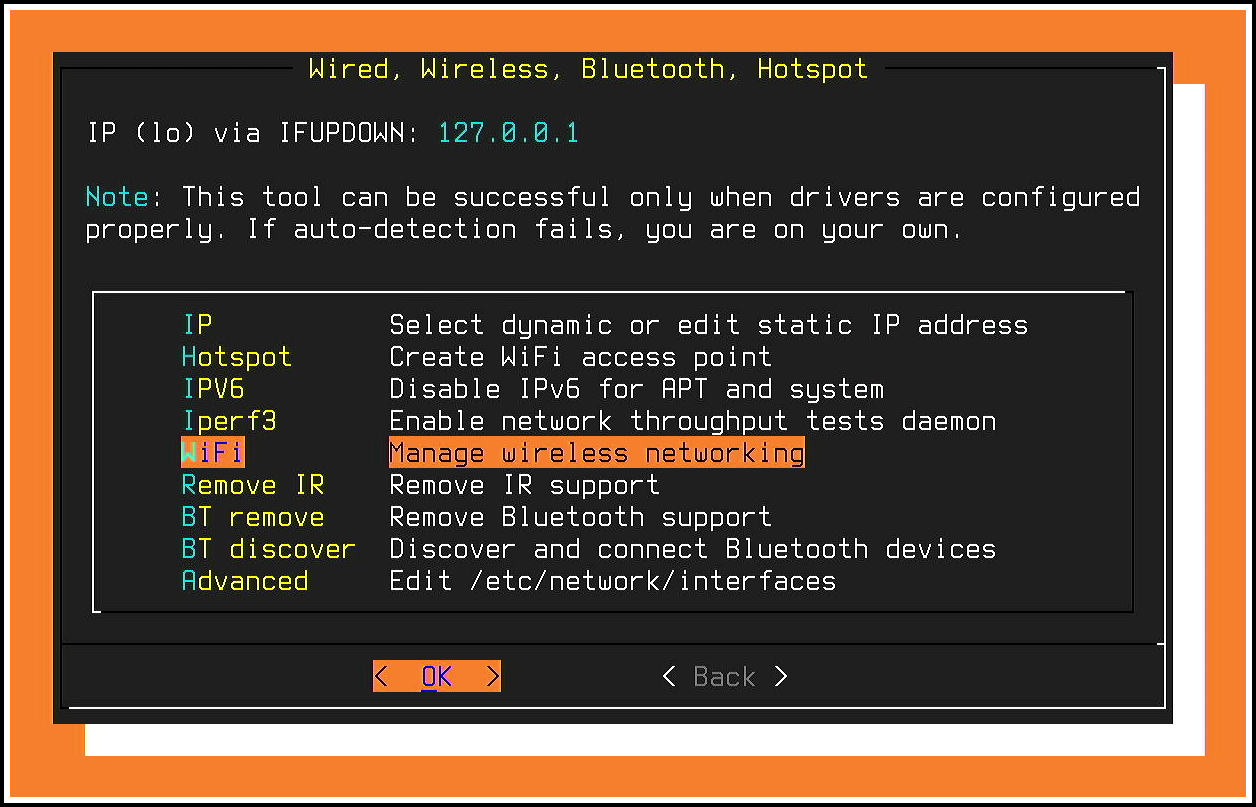 Wired, Wireless, Bluetooth, Hotspot
IP (lo) via IFUPDOWN: 127.0.0.1
Note: This tool can be successful only when drivers are configured
properly. If auto-detection fails, you are on your own.
IP Select dynamic or edit static IP address
Hotspot Create WiFi access point
IPV6 Disable IPv6 for APT and system
Iperf3 Enable network throughput tests daemon
WiFi Manage wireless networking
Remove IR Remove IR support
BT remove Remove Bluetooth support
BT discover Discover and connect Bluetooth devices
Advanced Edit /etc/network/interfaces
< OK > < Back >